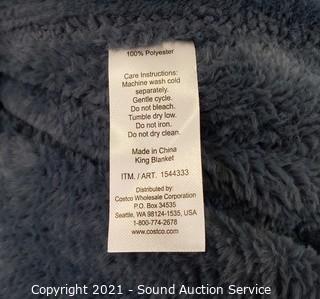 100% Polyester
Care Instructions:
Machine wash cold
separately.
Gentle cycle.
Do not bleach.
Tumble dry low.
Do not iron.
Do not dry clean.
Made in China
King Blanket
ITM. / ART. 1544333
Distributed by:
Costco Wholesale Corporation
P.O. Box 34535
Seattle, WA 98124-1535, USA
1-800-774-2678
www.costco.com
Copyright 2021 - Sound Auction Service